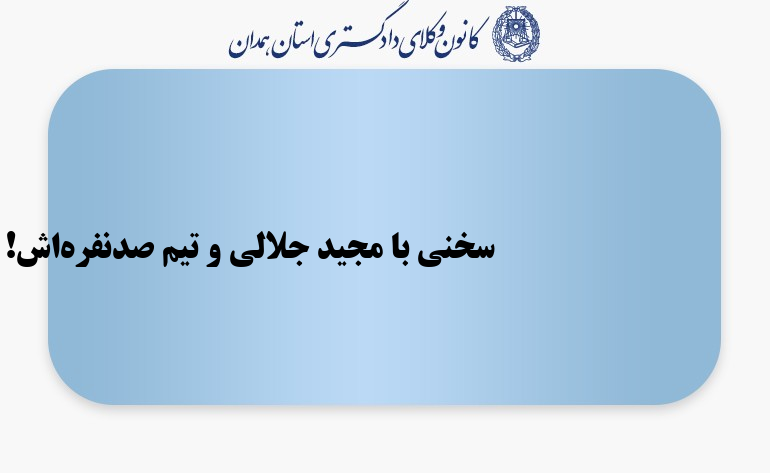 کانون وکلای دادگستری استان همدان
سخنی با مجید جلالی و تیم صدنفره‌اش!